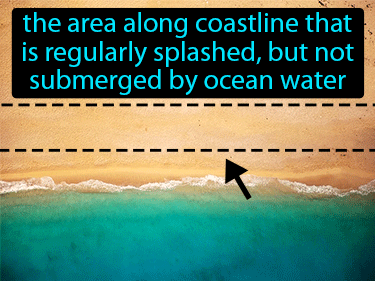 the area along coastline that
is regularly splashed, but not
submerged by ocean water